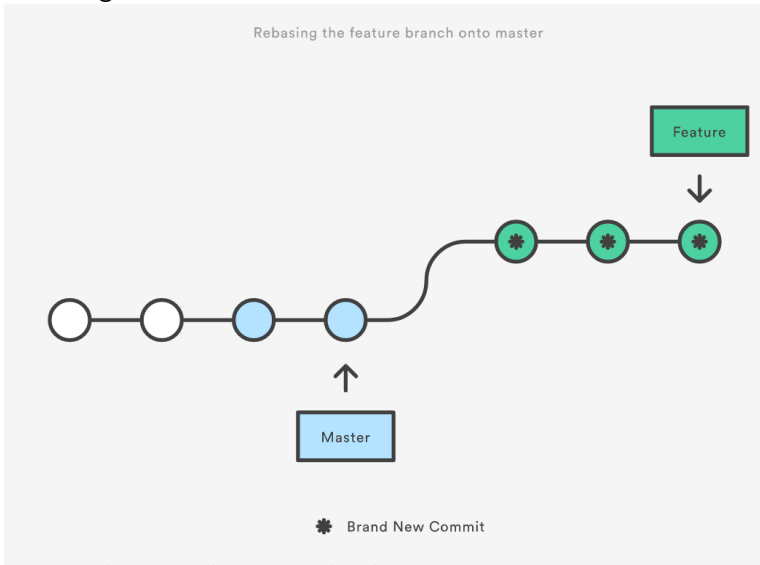 Rebasing the feature branch onto master
Feature
Master
Brand New Commit